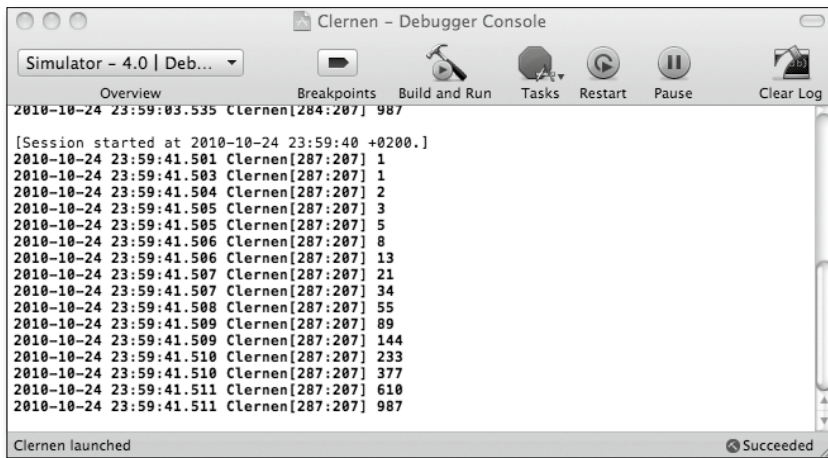 Clernen – Debugger Console
Simulator – 4.0 | Deb...
Overview Breakpoints Build and Run Tasks Restart Pause Clear Log
2010-10-24 23:59:03.535 Clernen[284:207] 987
[Session started at 2010-10-24 23:59:40 +0200.]
2010-10-24 23:59:41.501 Clernen[287:207] 1
2010-10-24 23:59:41.503 Clernen[287:207] 1
2010-10-24 23:59:41.504 Clernen[287:207] 2
2010-10-24 23:59:41.505 Clernen[287:207] 3
2010-10-24 23:59:41.505 Clernen[287:207] 5
2010-10-24 23:59:41.506 Clernen[287:207] 8
2010-10-24 23:59:41.506 Clernen[287:207] 13
2010-10-24 23:59:41.507 Clernen[287:207] 21
2010-10-24 23:59:41.507 Clernen[287:207] 34
2010-10-24 23:59:41.508 Clernen[287:207] 55
2010-10-24 23:59:41.509 Clernen[287:207] 89
2010-10-24 23:59:41.509 Clernen[287:207] 144
2010-10-24 23:59:41.510 Clernen[287:207] 233
2010-10-24 23:59:41.510 Clernen[287:207] 377
2010-10-24 23:59:41.511 Clernen[287:207] 610
2010-10-24 23:59:41.511 Clernen[287:207] 987
Clernen launched Succeeded